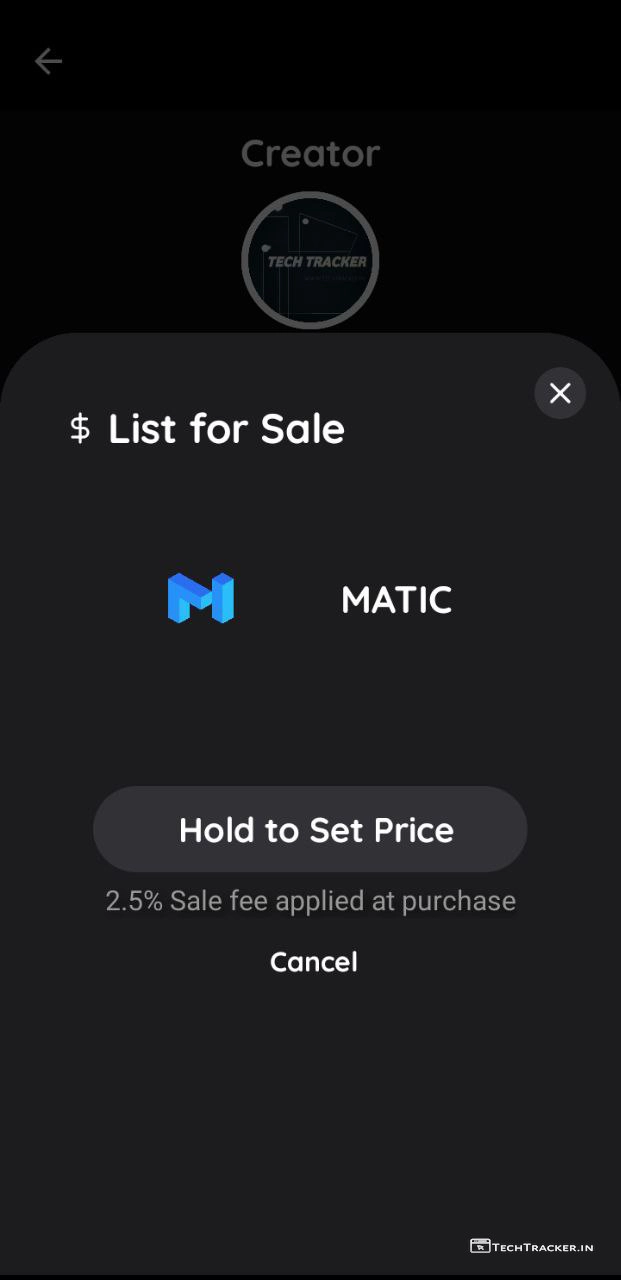 Creator
TECH TRACKER
$ List for Sale
MATIC
Hold to Set Price
2.5% Sale fee applied at purchase
Cancel
TECHTRACKER.IN